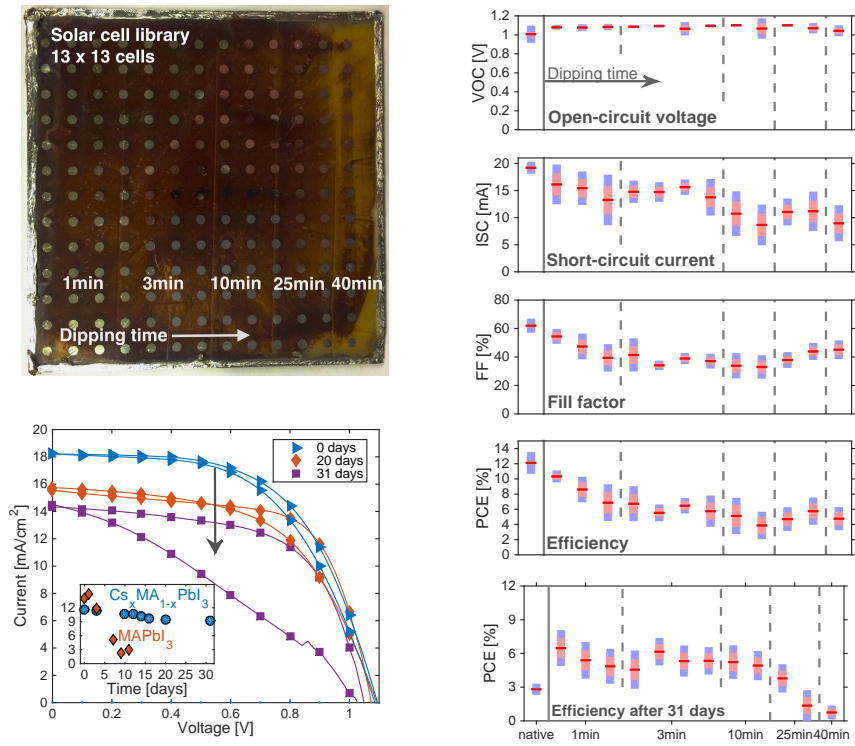 Solar cell library
13 x 13 cells
1min 3min 10min 25min 40min
Dipping time
20
18
16
14
12
10
8
6
4
2
0
Current [mA/cm²]
0 days
20 days
31 days
CsₓMA₁₋ₓPbI₃
MAPbI₃
12
9
6
3
0
0 5 10 15 20 25 30
Time [days]
0 0.2 0.4 0.6 0.8 1
Voltage [V]
1.2
1
0.8
0.6
0.4
0.2
0
VOC [V]
Dipping time
Open-circuit voltage
20
15
10
5
0
ISC [mA]
Short-circuit current
80
60
40
20
0
FF [%]
Fill factor
14
12
10
8
6
4
2
0
PCE [%]
Efficiency
12
9
6
3
0
PCE [%]
Efficiency after 31 days
native 1min 3min 10min 25min 40min